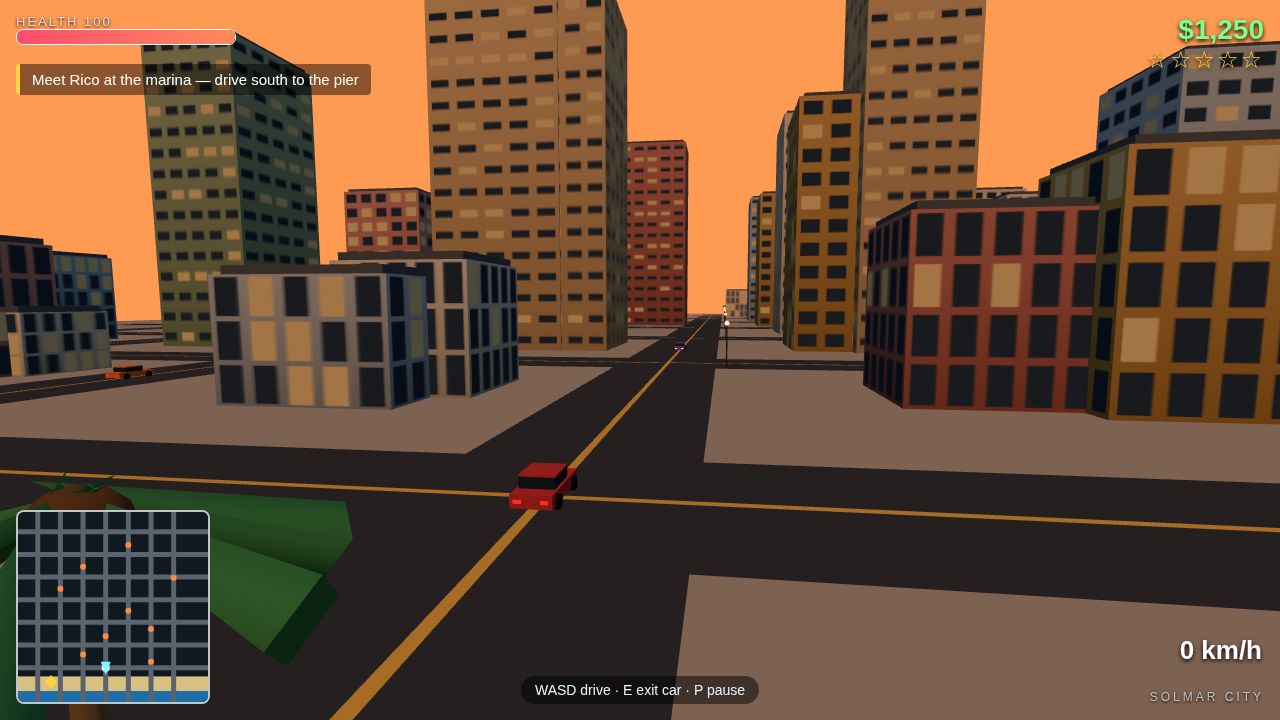 HEALTH 100
$1,250
☆☆☆☆☆
Meet Rico at the marina — drive south to the pier
0 km/h
WASD drive · E exit car · P pause
SOLMAR CITY